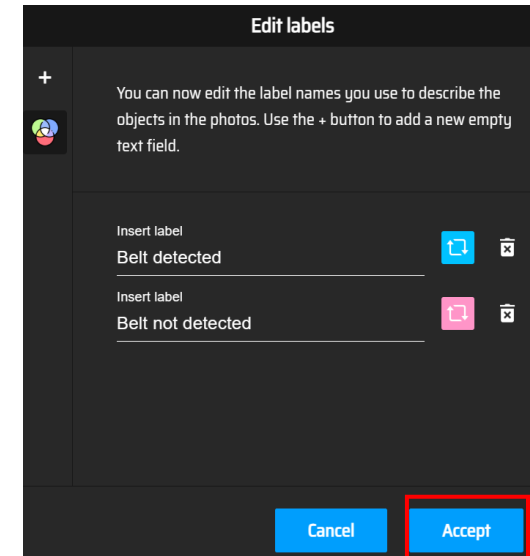 Edit labels
+
You can now edit the label names you use to describe the
objects in the photos. Use the + button to add a new empty
text field.
Insert label
Belt detected
Insert label
Belt not detected
Cancel
Accept